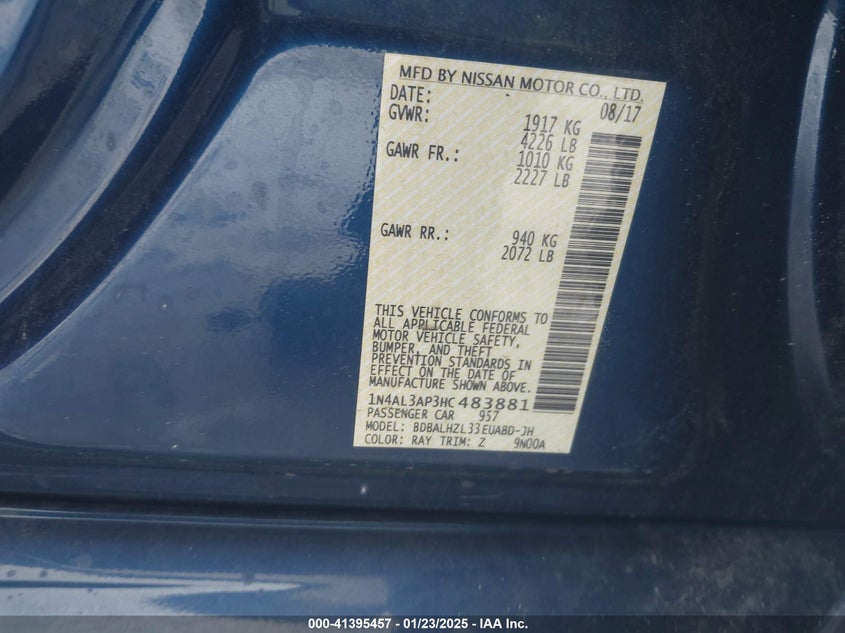 MFD BY NISSAN MOTOR CO., LTD.
DATE: 08/17
GVWR: 1917 KG
4226 LB
GAWR FR.: 1010 KG
2227 LB
GAWR RR.: 940 KG
2072 LB
THIS VEHICLE CONFORMS TO
ALL APPLICABLE FEDERAL
MOTOR VEHICLE SAFETY,
BUMPER, AND THEFT
PREVENTION STANDARDS IN
EFFECT ON THE DATE OF
MANUFACTURE SHOWN ABOVE.
1N4AL3AP3HC483881
PASSENGER CAR 957
MODEL: BDBALHZL33EUABD-JH
COLOR: RAY TRIM: Z 9N00A
000-41395457 - 01/23/2025 - IAA Inc.